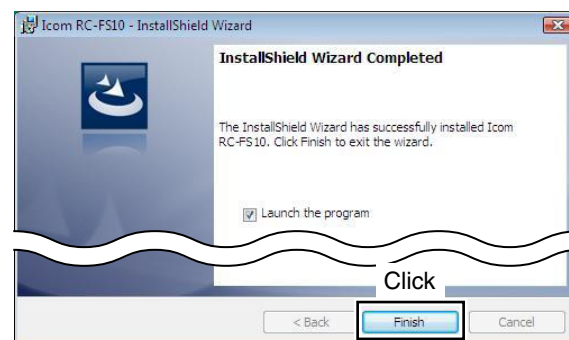 Icom RC-FS10 - InstallShield Wizard
InstallShield Wizard Completed
The InstallShield Wizard has successfully installed Icom
RC-FS10. Click Finish to exit the wizard.
Launch the program
Click
< Back
Finish
Cancel